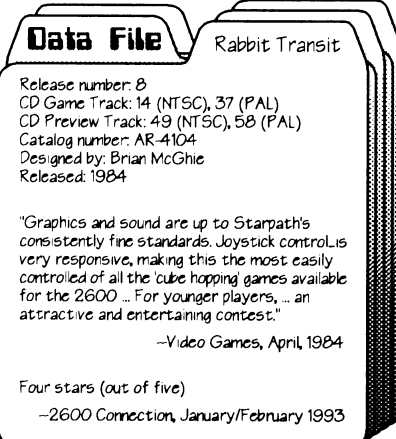 Data File
Rabbit Transit
Release number: 8
CD Game Track: 14 (NTSC), 37 (PAL)
CD Preview Track: 49 (NTSC), 58 (PAL)
Catalog number: AR-4104
Designed by: Brian McGhie
Released: 1984
"Graphics and sound are up to Starpath's
consistently fine standards. Joystick control is
very responsive, making this the most easily
controlled of all the 'cube hopping' games available
for the 2600 ... For younger players, ... an
attractive and entertaining contest."
~Video Games, April, 1984
Four stars (out of five)
~2600 Connection, January/February 1993